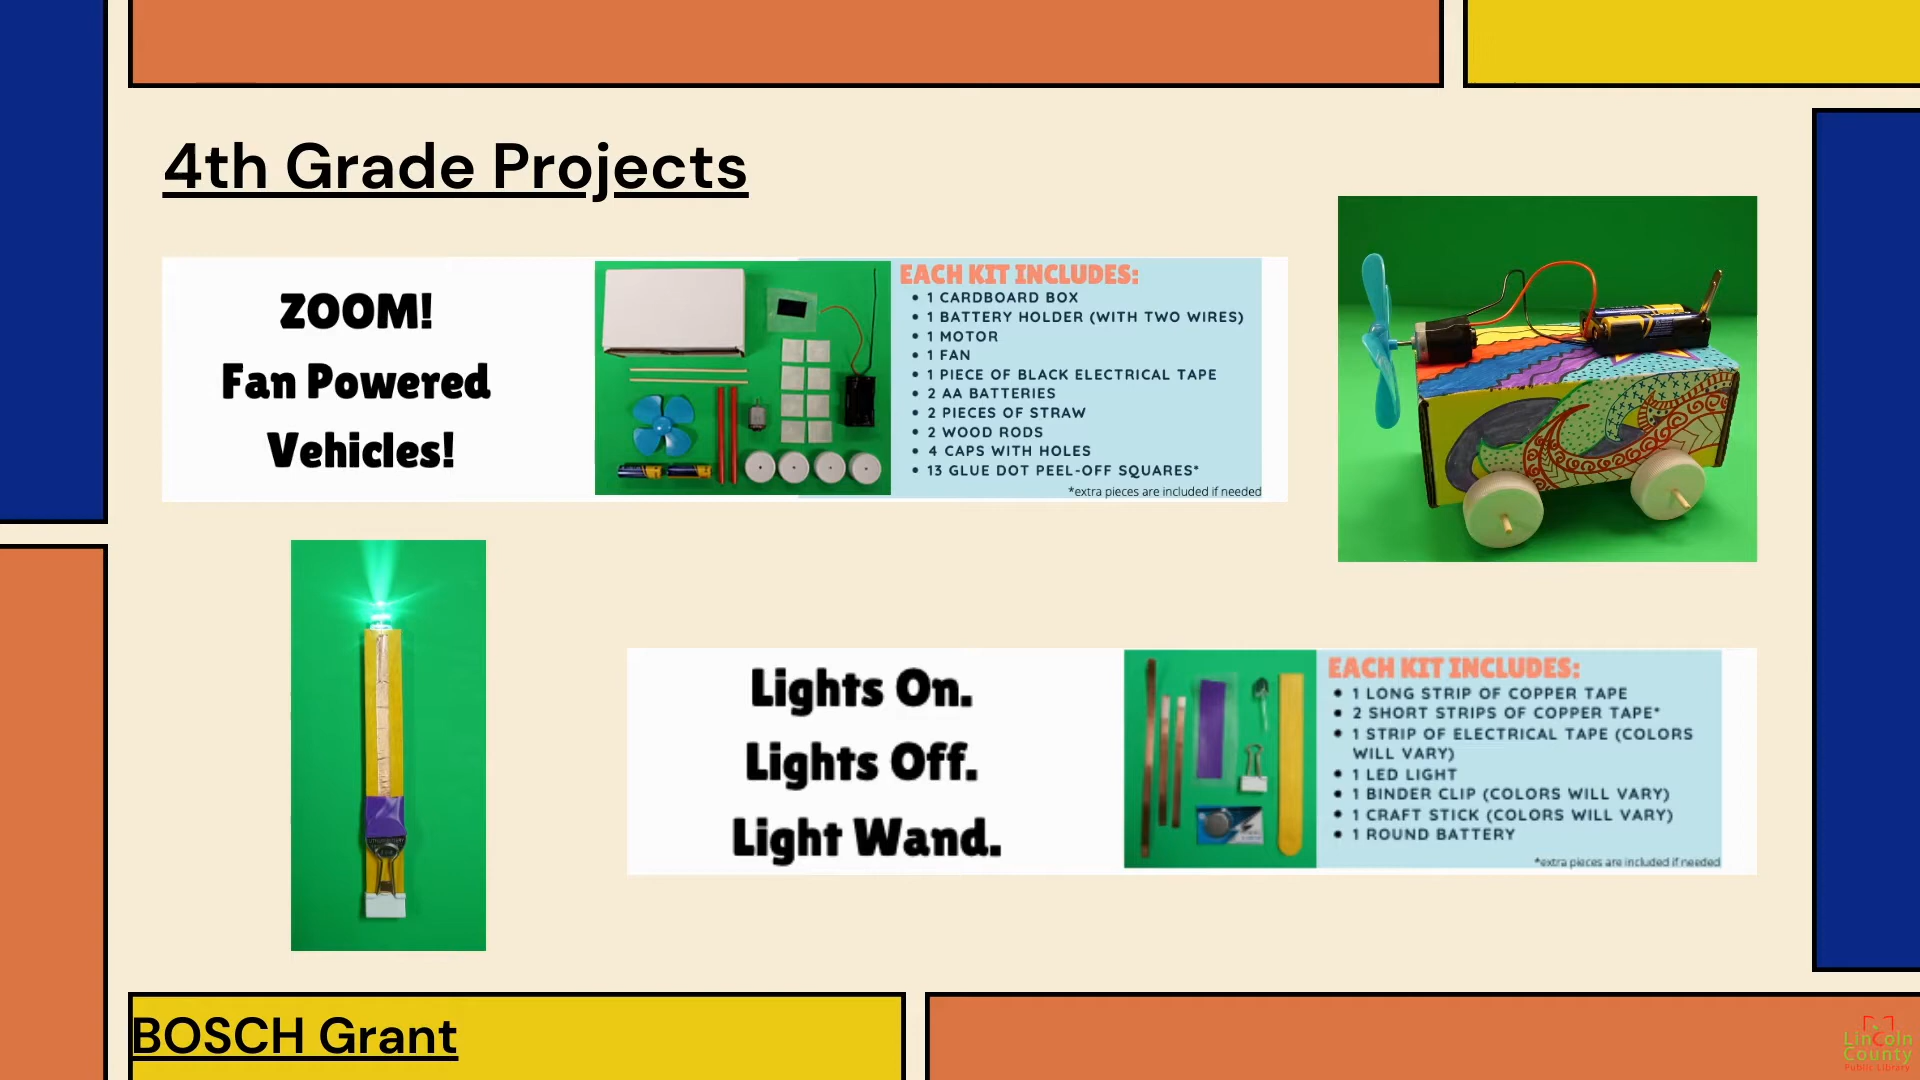 4th Grade Projects
ZOOM!
Fan Powered
Vehicles!
EACH KIT INCLUDES:
• 1 CARDBOARD BOX
• 1 BATTERY HOLDER (WITH TWO WIRES)
• 1 MOTOR
• 1 FAN
• 1 PIECE OF BLACK ELECTRICAL TAPE
• 2 AA BATTERIES
• 2 PIECES OF STRAW
• 2 WOOD RODS
• 4 CAPS WITH HOLES
• 13 GLUE DOT PEEL-OFF SQUARES*
*extra pieces are included if needed
Lights On.
Lights Off.
Light Wand.
EACH KIT INCLUDES:
• 1 LONG STRIP OF COPPER TAPE
• 2 SHORT STRIPS OF COPPER TAPE*
• 1 STRIP OF ELECTRICAL TAPE (COLORS
WILL VARY)
• 1 LED LIGHT
• 1 BINDER CLIP (COLORS WILL VARY)
• 1 CRAFT STICK (COLORS WILL VARY)
• 1 ROUND BATTERY
*extra pieces are included if needed
BOSCH Grant
LinColn
County
Public Library